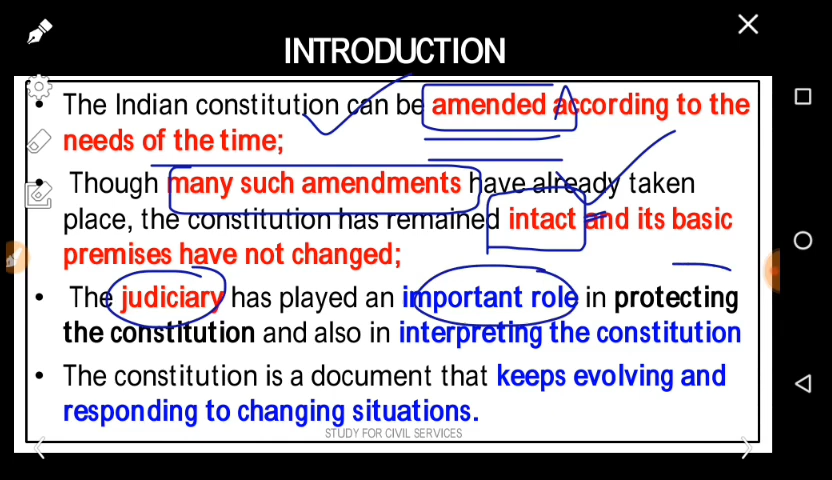 INTRODUCTION
• The Indian constitution can be amended according to the
needs of the time;
• Though many such amendments have already taken
place, the constitution has remained intact and its basic
premises have not changed;
• The judiciary has played an important role in protecting
the constitution and also in interpreting the constitution
• The constitution is a document that keeps evolving and
responding to changing situations.
STUDY FOR CIVIL SERVICES